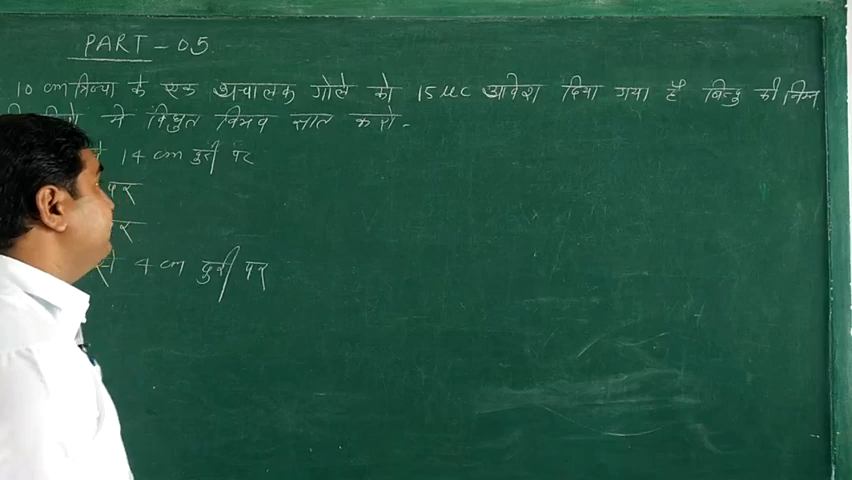 PART - 05
10 cm त्रिज्या के एक अचालक गोले को 15 μc आवेश दिया गया है बिन्दु की निम्न
मे विधुत विभव ज्ञात करो -
14 cm दुरी पर
पर
पर
से 4 cm दुरी पर